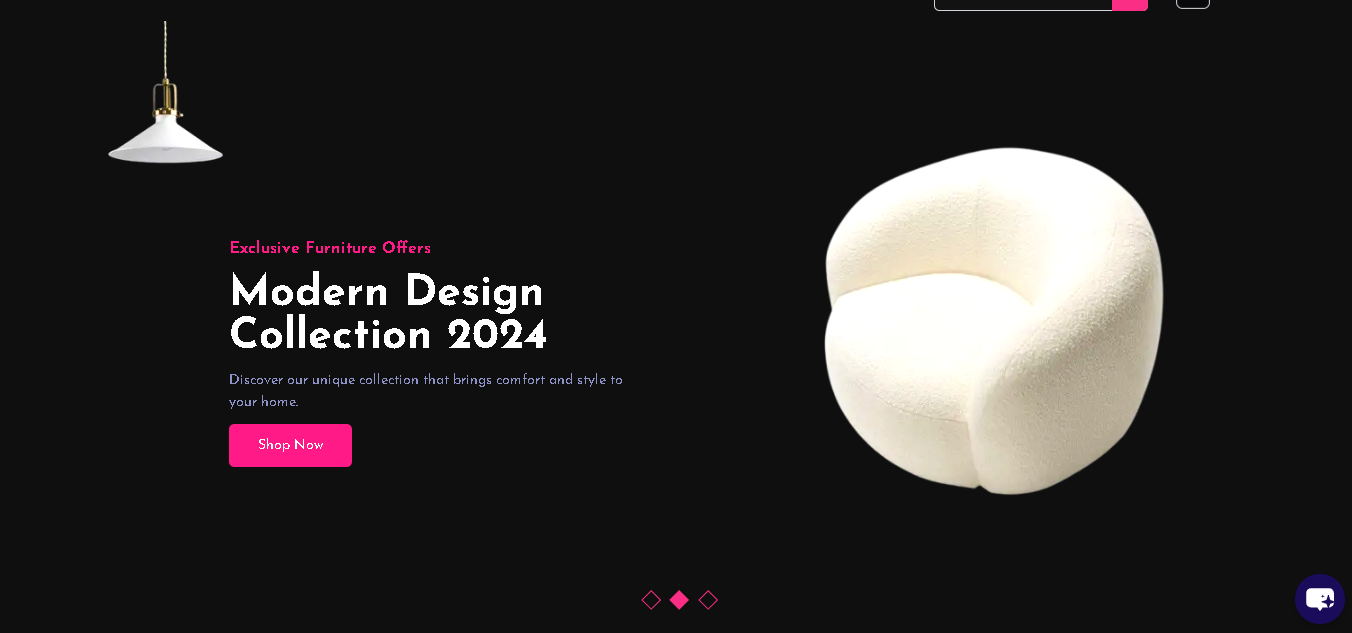 Exclusive Furniture Offers
Modern Design
Collection 2024
Discover our unique collection that brings comfort and style to
your home.
Shop Now